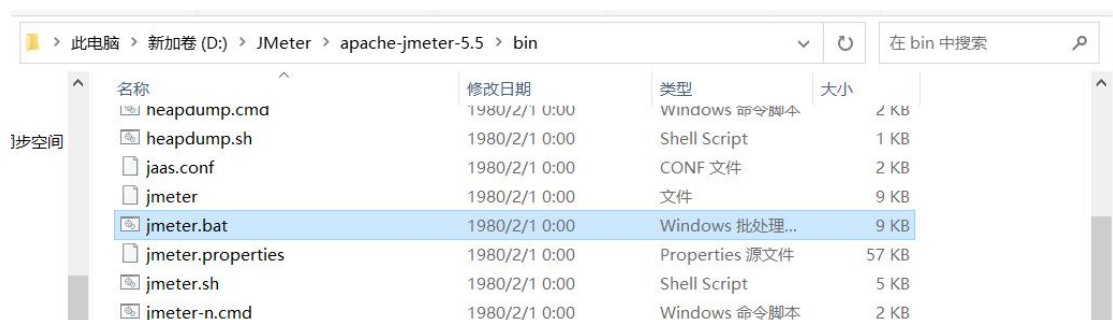 此电脑 › 新加卷 (D:) › JMeter › apache-jmeter-5.5 › bin 在 bin 中搜索
名称 修改日期 类型 大小
heapdump.cmd 1980/2/1 0:00 Windows 命令脚本 2 KB
步空间 heapdump.sh 1980/2/1 0:00 Shell Script 1 KB
jaas.conf 1980/2/1 0:00 CONF 文件 2 KB
jmeter 1980/2/1 0:00 文件 9 KB
jmeter.bat 1980/2/1 0:00 Windows 批处理... 9 KB
jmeter.properties 1980/2/1 0:00 Properties 源文件 57 KB
jmeter.sh 1980/2/1 0:00 Shell Script 5 KB
jmeter-n.cmd 1980/2/1 0:00 Windows 命令脚本 2 KB